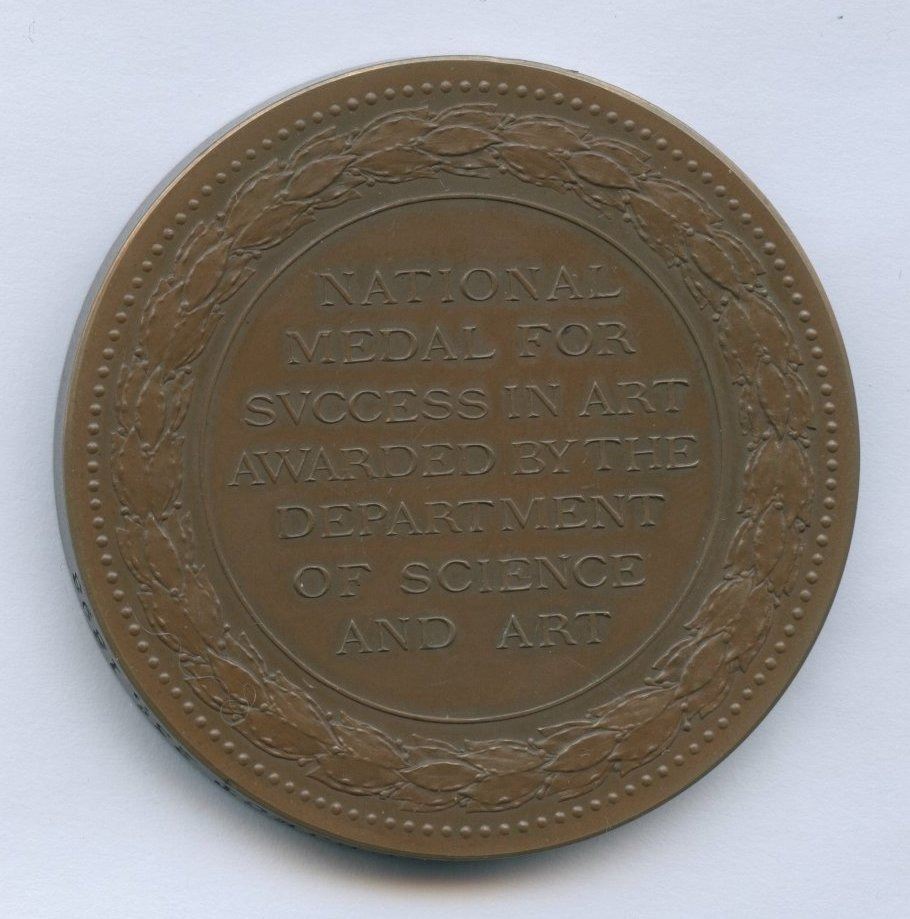 NATIONAL
MEDAL FOR
SVCCESS IN ART
AWARDED BY THE
DEPARTMENT
OF SCIENCE
AND ART